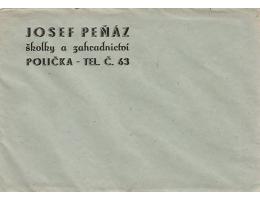 JOSEF PEŇÁZ
školky a zahradnictví
POLIČKA - TEL. Č. 63